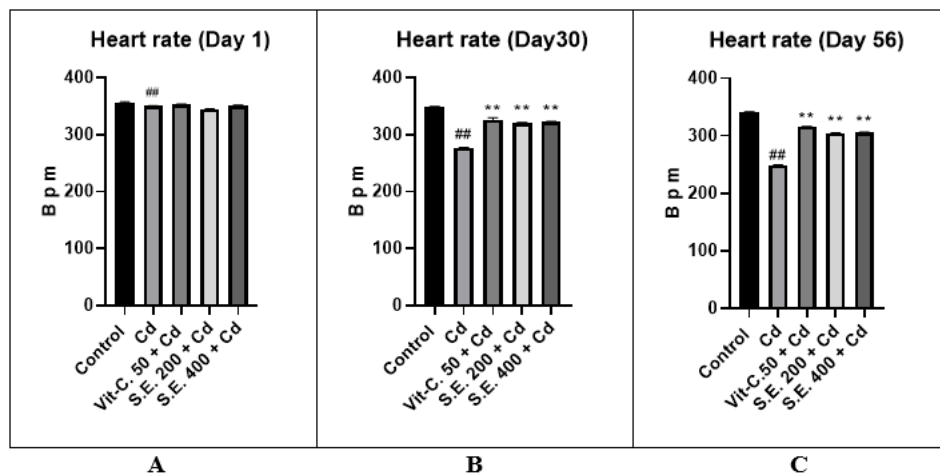 Heart rate (Day 1)
400
300
200
100
0
B p m
##
Control
Cd
Vit-C. 50 + Cd
S.E. 200 + Cd
S.E. 400 + Cd
A
Heart rate (Day30)
400
300
200
100
0
B p m
##
**
**
**
Control
Cd
Vit-C. 50 + Cd
S.E. 200 + Cd
S.E. 400 + Cd
B
Heart rate (Day 56)
400
300
200
100
0
B p m
##
**
**
**
Control
Cd
Vit-C.50 + Cd
S.E. 200 + Cd
S.E. 400 + Cd
C